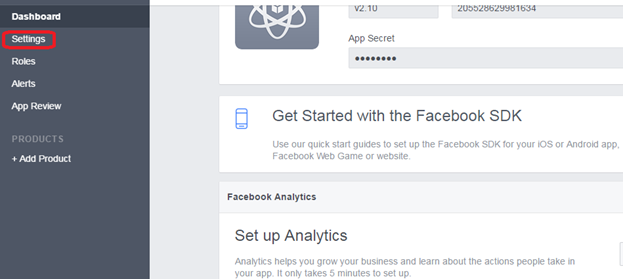 Dashboard
Settings
Roles
Alerts
App Review
PRODUCTS
+ Add Product
v2.10
205528629981634
App Secret
●●●●●●●●
Get Started with the Facebook SDK
Use our quick start guides to set up the Facebook SDK for your iOS or Android app,
Facebook Web Game or website.
Facebook Analytics
Set up Analytics
Analytics helps you grow your business and learn about the actions people take in
your app. It only takes 5 minutes to set up.